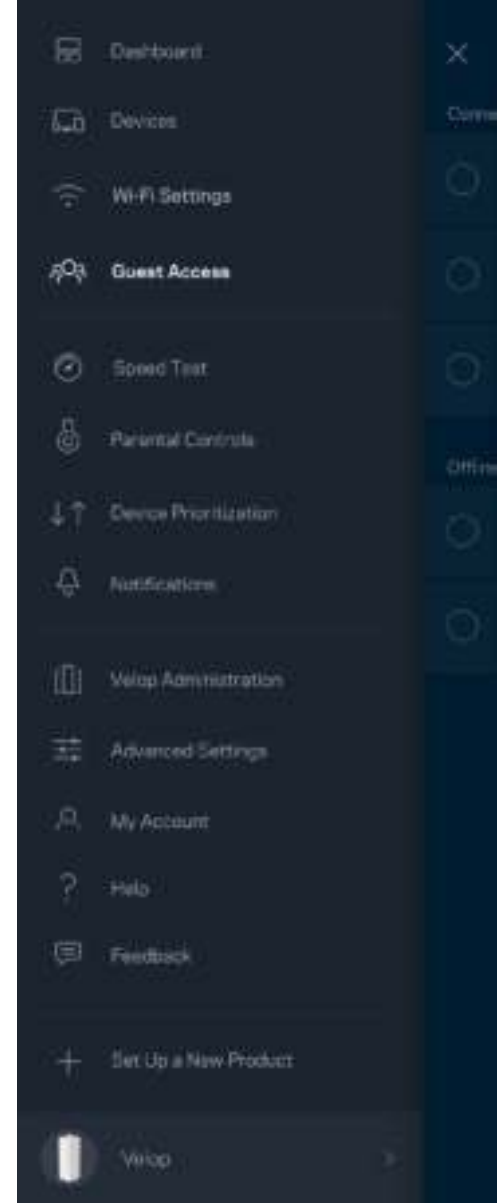 Dashboard
Devices
Wi-Fi Settings
Guest Access
Speed Test
Parental Controls
Device Prioritization
Notifications
Velop Administration
Advanced Settings
My Account
Help
Feedback
Set Up a New Product
Velop